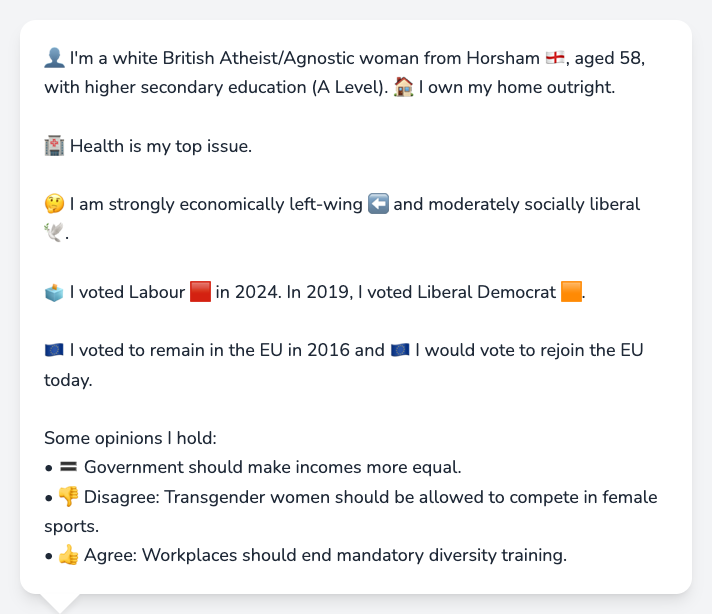 👤 I'm a white British Atheist/Agnostic woman from Horsham 🏴󠁧󠁢󠁥󠁮󠁧󠁿, aged 58,
with higher secondary education (A Level). 🏠 I own my home outright.
🏥 Health is my top issue.
🤔 I am strongly economically left-wing ⬅️ and moderately socially liberal
🕊️.
🗳️ I voted Labour 🟥 in 2024. In 2019, I voted Liberal Democrat 🟧.
🇪🇺 I voted to remain in the EU in 2016 and 🇪🇺 I would vote to rejoin the EU
today.
Some opinions I hold:
• 🟰 Government should make incomes more equal.
• 👎 Disagree: Transgender women should be allowed to compete in female
sports.
• 👍 Agree: Workplaces should end mandatory diversity training.